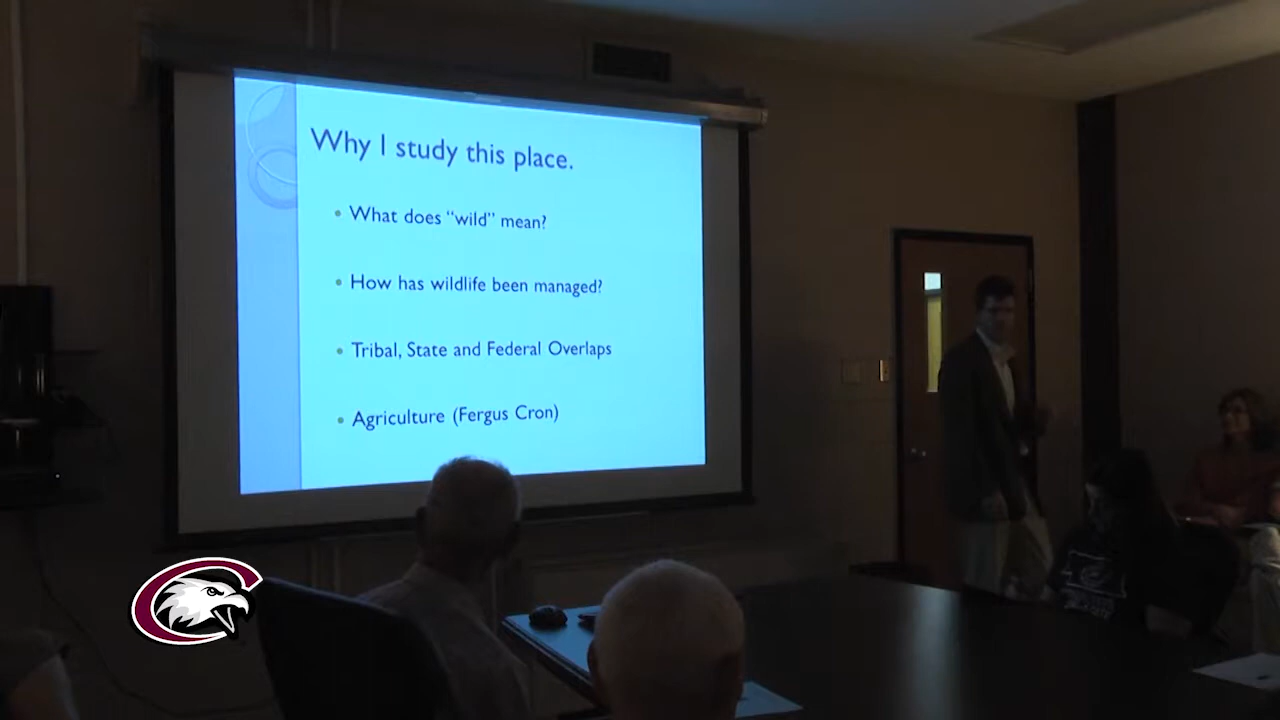 Why I study this place.
• What does “wild” mean?
• How has wildlife been managed?
• Tribal, State and Federal Overlaps
• Agriculture (Fergus Cron)